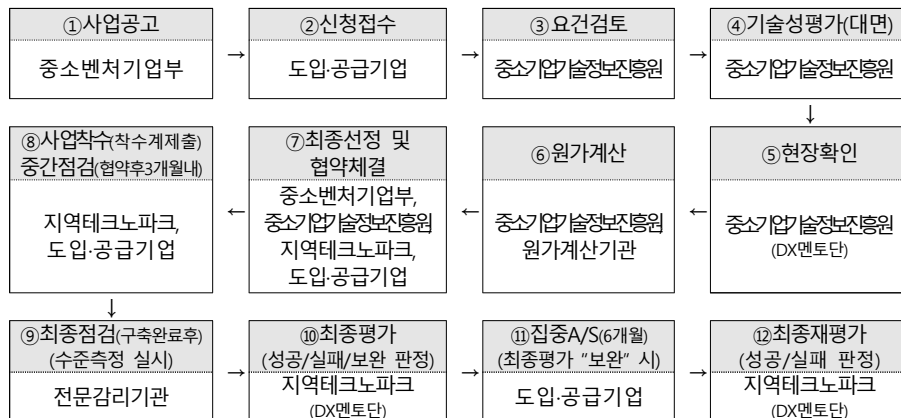 ①사업공고
중소벤처기업부
→
②신청접수
도입·공급기업
→
③요건검토
중소기업기술정보진흥원
→
④기술성평가(대면)
중소기업기술정보진흥원
↓
⑤현장확인
중소기업기술정보진흥원
(DX멘토단)
←
⑥원가계산
중소기업기술정보진흥원,
원가계산기관
←
⑦최종선정 및
협약체결
중소벤처기업부,
중소기업기술정보진흥원,
지역테크노파크,
도입·공급기업
←
⑧사업착수(착수계제출)
중간점검(협약후3개월내)
지역테크노파크,
도입·공급기업
↓
⑨최종점검(구축완료후)
(수준측정 실시)
전문감리기관
→
⑩최종평가
(성공/실패/보완 판정)
지역테크노파크
(DX멘토단)
→
⑪집중A/S(6개월)
(최종평가 “보완” 시)
도입·공급기업
→
⑫최종재평가
(성공/실패 판정)
지역테크노파크
(DX멘토단)